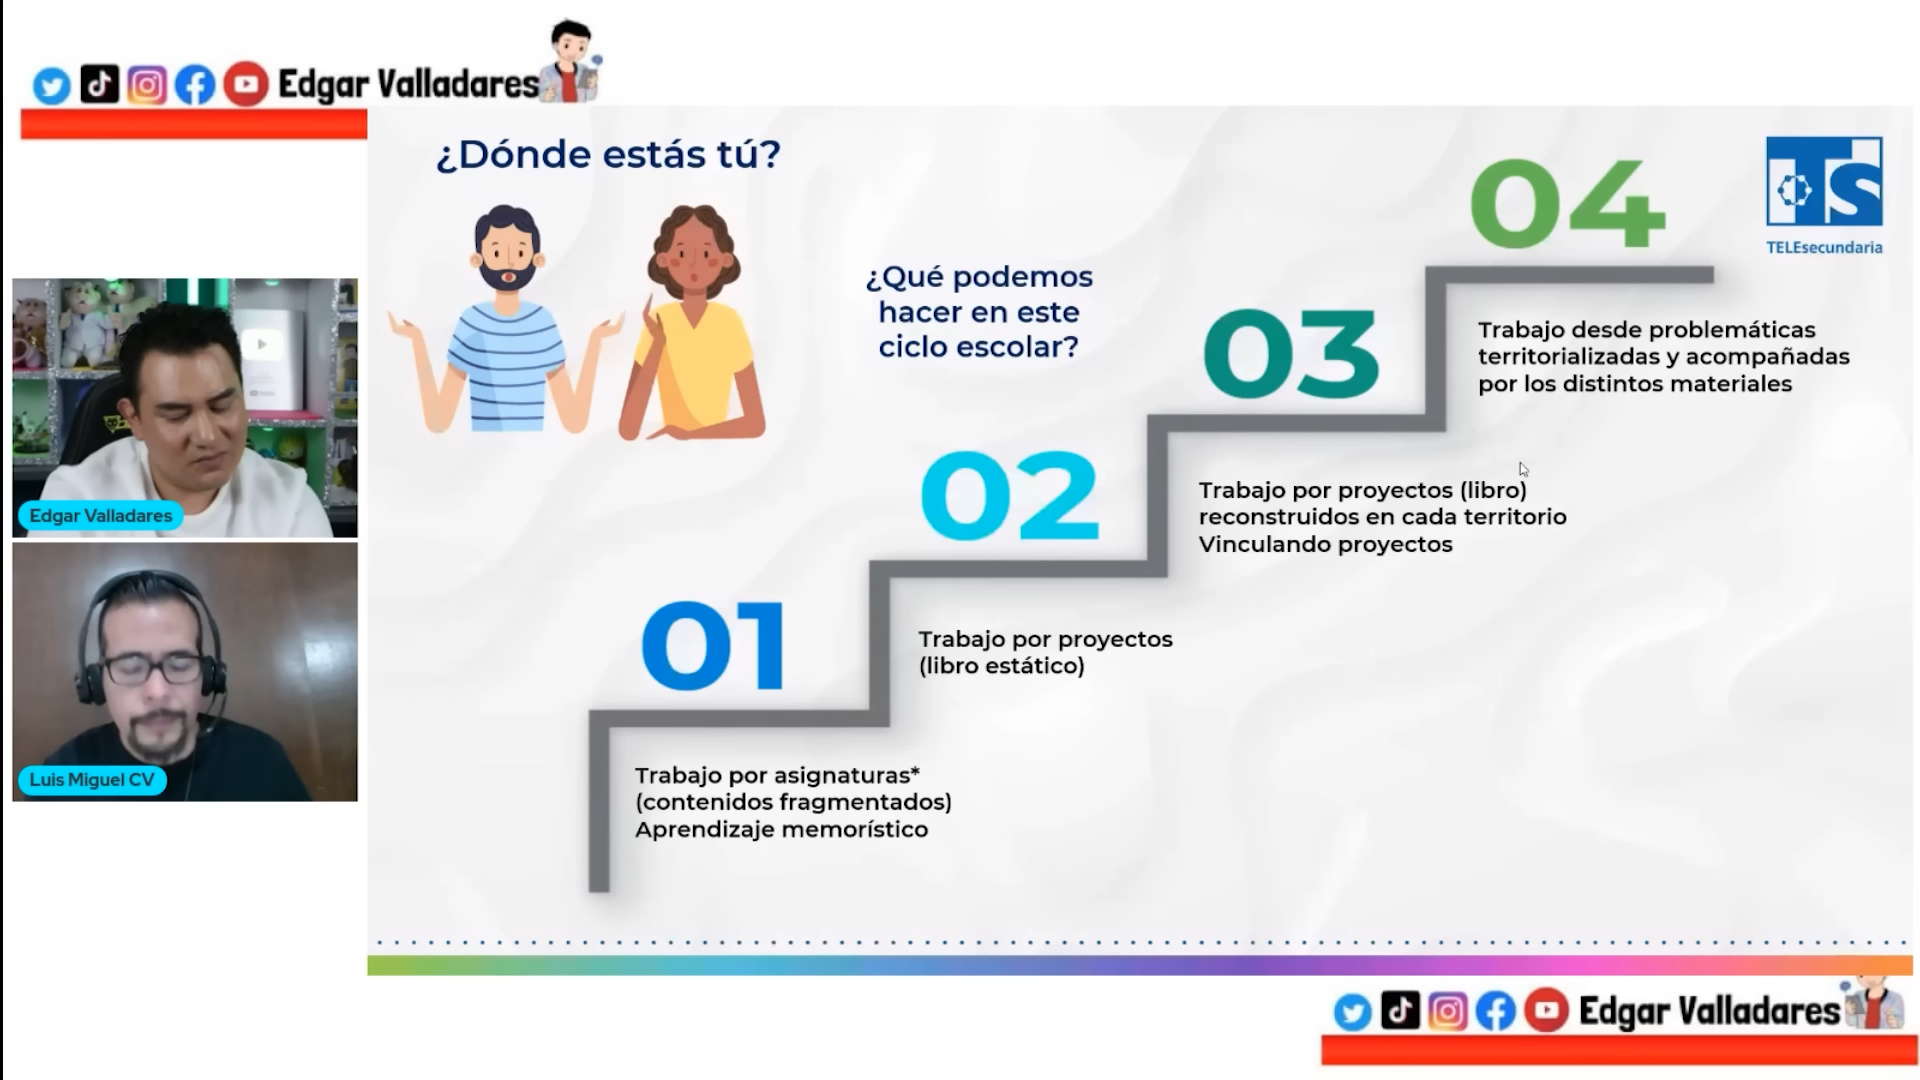 Edgar Valladares
¿Dónde estás tú?
¿Qué podemos
hacer en este
ciclo escolar?
04
TS
TELEsecundaria
Trabajo desde problemáticas
territorializadas y acompañadas
por los distintos materiales
03
Trabajo por proyectos (libro)
reconstruidos en cada territorio
Vinculando proyectos
02
Trabajo por proyectos
(libro estático)
01
Trabajo por asignaturas*
(contenidos fragmentados)
Aprendizaje memorístico
Edgar Valladares
Luis Miguel CV
Edgar Valladares